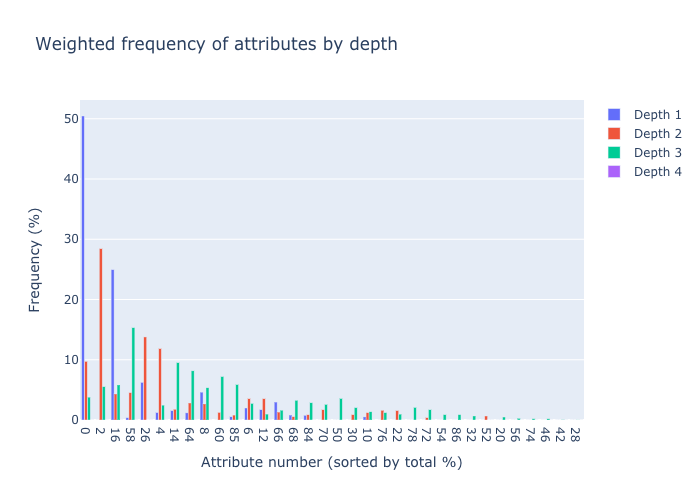 Weighted frequency of attributes by depth
Depth 1
Depth 2
Depth 3
Depth 4
Frequency (%)
50
40
30
20
10
0
0 2 16 58 26 4 14 64 8 60 85 6 12 66 68 84 70 50 30 10 76 22 78 72 54 86 32 52 20 56 74 46 42 28
Attribute number (sorted by total %)